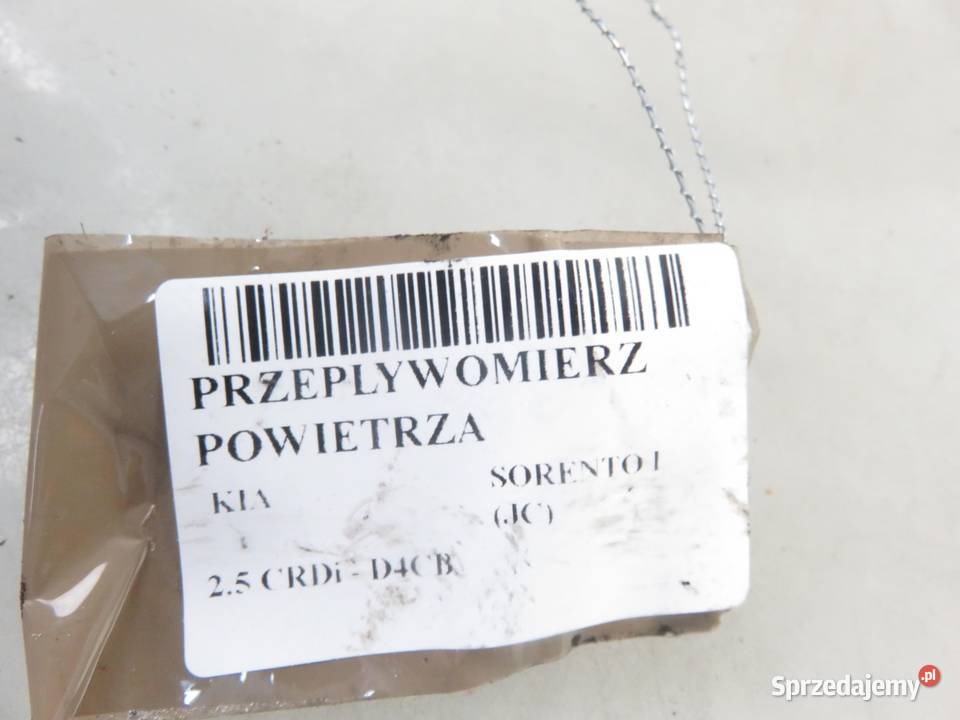 PRZEPLYWOMIERZ
POWIETRZA
KIA SORENTO I
(JC)
2.5 CRDi - D4CB
Sprzedajemy.pl